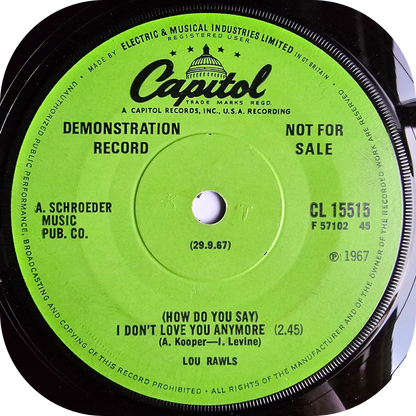 MADE BY ELECTRIC & MUSICAL INDUSTRIES LIMITED IN GT. BRITAIN •
REGISTERED USER
Capitol
TRADE MARKS REGD.
A CAPITOL RECORDS, INC., U.S.A. RECORDING
DEMONSTRATION
RECORD
NOT FOR
SALE
A. SCHROEDER
MUSIC
PUB. CO.
CL 15515
F 57102 45
(29.9.67)
℗ 1967
(HOW DO YOU SAY)
I DON'T LOVE YOU ANYMORE (2.45)
(A. Kooper—I. Levine)
LOU RAWLS
ALL RIGHTS OF THE MANUFACTURER AND OF THE OWNER OF THE RECORDED WORK ARE RESERVED •
UNAUTHORIZED PUBLIC PERFORMANCE, BROADCASTING AND COPYING OF THIS RECORD PROHIBITED •